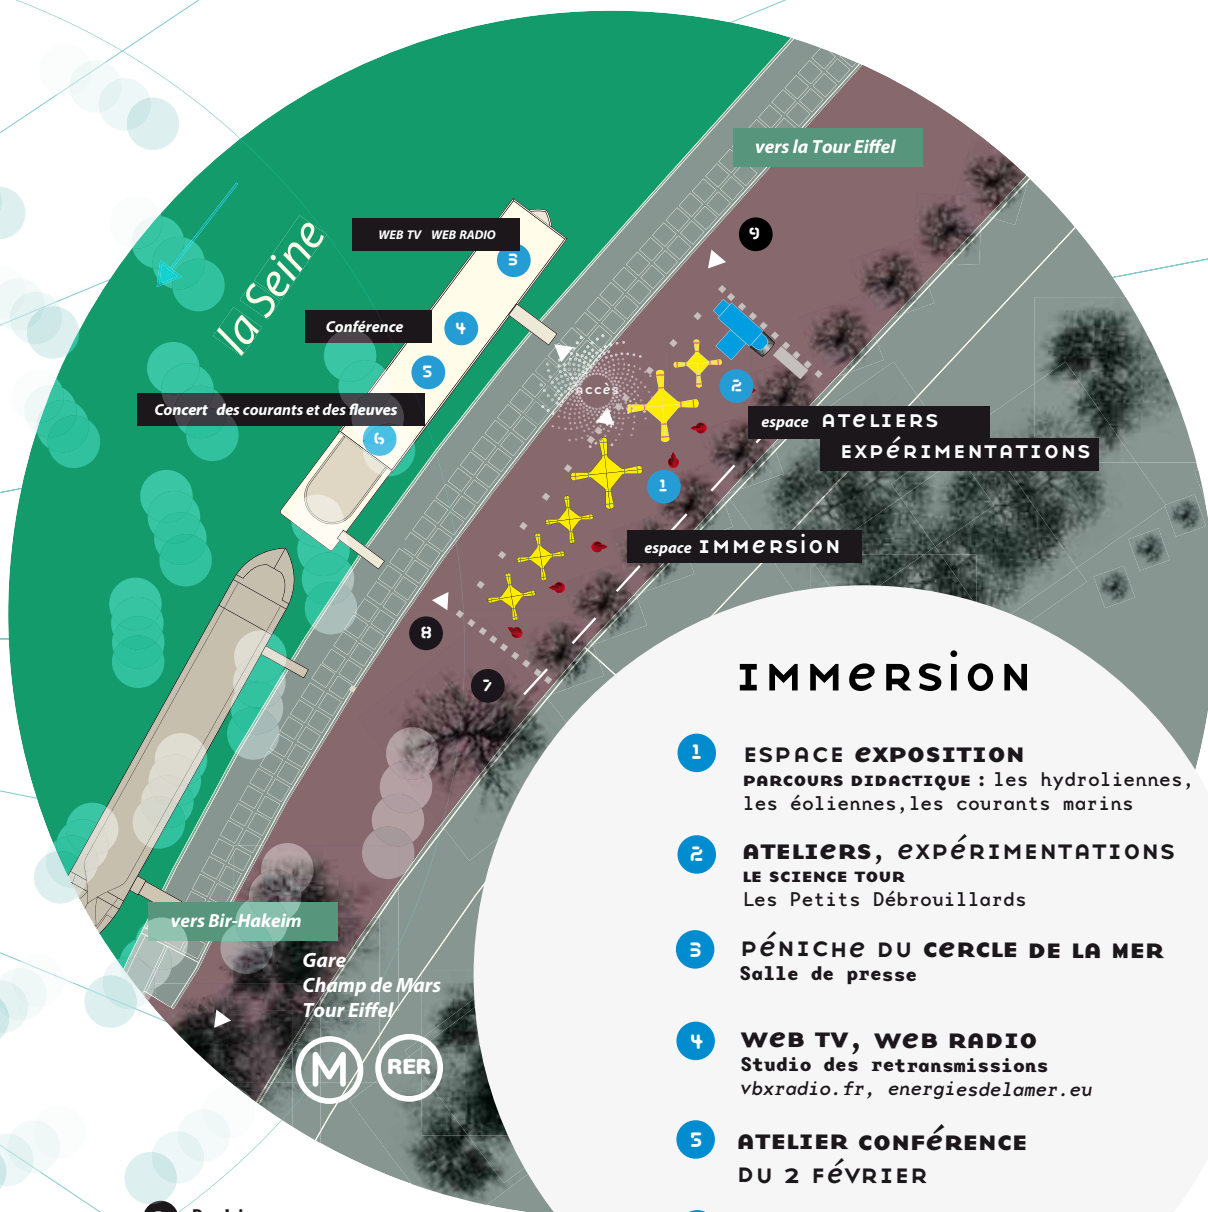 vers la Tour Eiffel
9
WEB TV WEB RADIO
3
la Seine
Conférence
4
5
accès
2
Concert des courants et des fleuves
6
espace ATELIERS
EXPÉRIMENTATIONS
1
espace IMMERSION
8
7
IMMERSION
1 ESPACE EXPOSITION
PARCOURS DIDACTIQUE : les hydroliennes,
les éoliennes, les courants marins
2 ATELIERS, EXPÉRIMENTATIONS
LE SCIENCE TOUR
Les Petits Débrouillards
3 PÉNICHE DU CERCLE DE LA MER
Salle de presse
4 WEB TV, WEB RADIO
Studio des retransmissions
vbxradio.fr, energiesdelamer.eu
5 ATELIER CONFÉRENCE
DU 2 FÉVRIER
vers Bir-Hakeim
Gare
Champ de Mars
Tour Eiffel
M RER